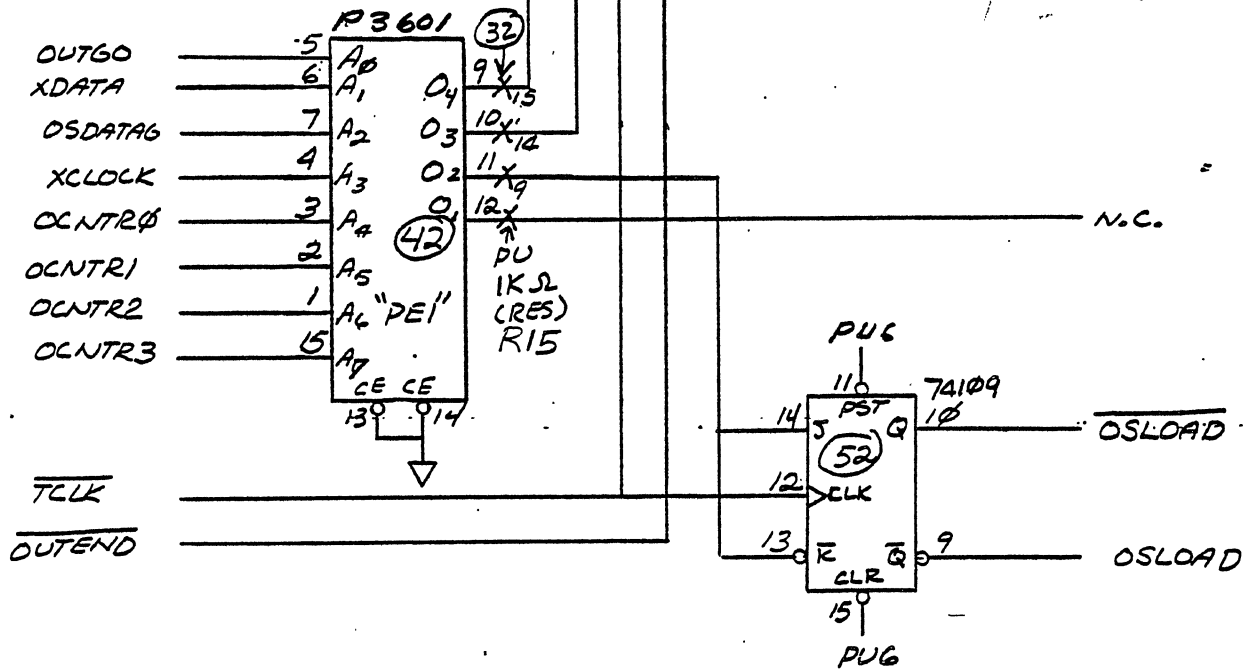 P3601
32
OUTGO 5 A0 9 15
XDATA 6 A1 O4
OSDATAG 7 A2 O3 10 14
XCLOCK 4 A3 O2 11 9
OCNTRØ 3 A4 O1 12 N.C.
42
OCNTR1 2 A5
PU
1KΩ
(RES)
R15
OCNTR2 1 A6 "PE1"
OCNTR3 15 A7
CE CE
13 14
PU6
11 74109
PST
14 J Q 1Ø OSLOAD
52
TCLK 12 CLK
OUTEND
13 K Q 9 OSLOAD
CLR
15
PU6